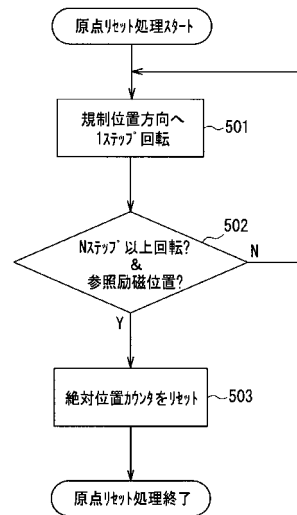 原点リセット処理スタート
規制位置方向へ
1ステップ回転
501
Nステップ以上回転?
&
参照励磁位置?
502
N
Y
絶対位置カウンタをリセット
503
原点リセット処理終了